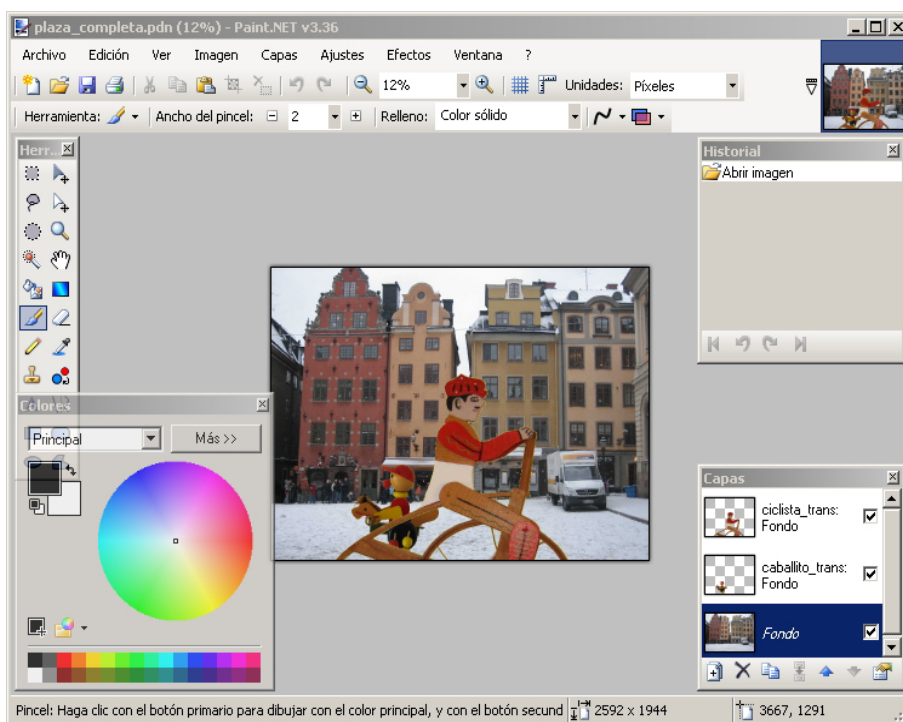 plaza_completa.pdn (12%) - Paint.NET v3.36
Archivo Edición Ver Imagen Capas Ajustes Efectos Ventana ?
12% Unidades: Píxeles
Herramienta: Ancho del pincel: 2 Relleno: Color sólido
Herr...
Historial
Abrir imagen
Colores
Principal Más >>
Capas
ciclista_trans:
Fondo
caballito_trans:
Fondo
Fondo
Pincel: Haga clic con el botón primario para dibujar con el color principal, y con el botón secund 2592 x 1944 3667, 1291